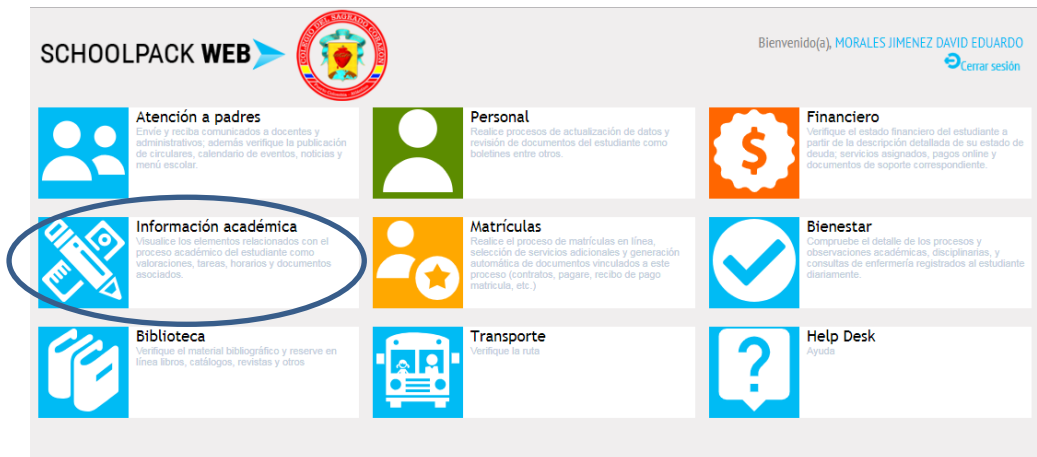 SCHOOLPACK WEB
COLEGIO DEL SAGRADO CORAZON
Bienvenido(a), MORALES JIMENEZ DAVID EDUARDO
Cerrar sesión
Atención a padres
Envíe y reciba comunicados a docentes y
administrativos; además verifique la publicación
de circulares, calendario de eventos, noticias y
menú escolar.
Personal
Realice procesos de actualización de datos y
revisión de documentos del estudiante como
boletines entre otros.
Financiero
Verifique el estado financiero del estudiante a
partir de la descripción detallada de su estado de
deuda; servicios asignados, pagos online y
documentos de soporte correspondiente.
Información académica
Visualice los elementos relacionados con el
proceso académico del estudiante como
valoraciones, tareas, horarios y documentos
asociados.
Matrículas
Realice el proceso de matrículas en línea,
selección de servicios adicionales y generación
automática de documentos vinculados a este
proceso (contratos, pagare, recibo de pago
matricula, etc.)
Bienestar
Compruebe el detalle de los procesos y
observaciones académicas, disciplinarias, y
consultas de enfermería registrados al estudiante
diariamente.
Biblioteca
Verifique el material bibliográfico y reserve en
línea libros, catálogos, revistas y otros
Transporte
Verifique la ruta
Help Desk
Ayuda